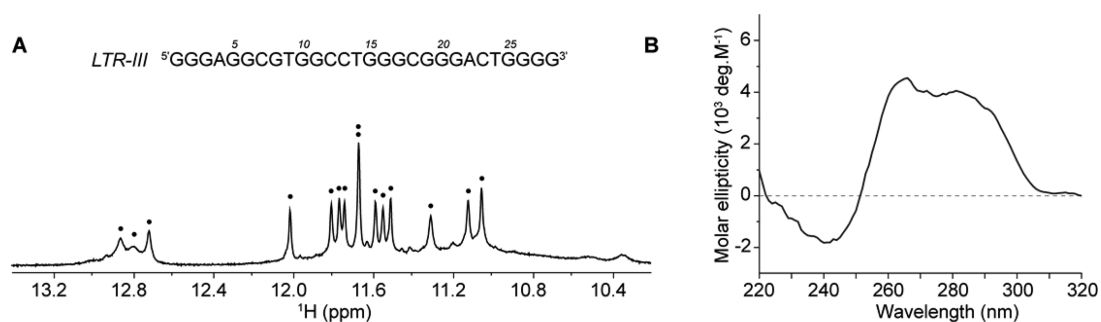 A
5 10 15 20 25
LTR-III 5'GGGAGGCGTGGCCTGGGCGGGACTGGGG3'
13.2 12.8 12.4 12.0 11.6 11.2 10.8 10.4
¹H (ppm)
B
Molar ellipticity (10³ deg.M⁻¹)
6
4
2
0
-2
220 240 260 280 300 320
Wavelength (nm)